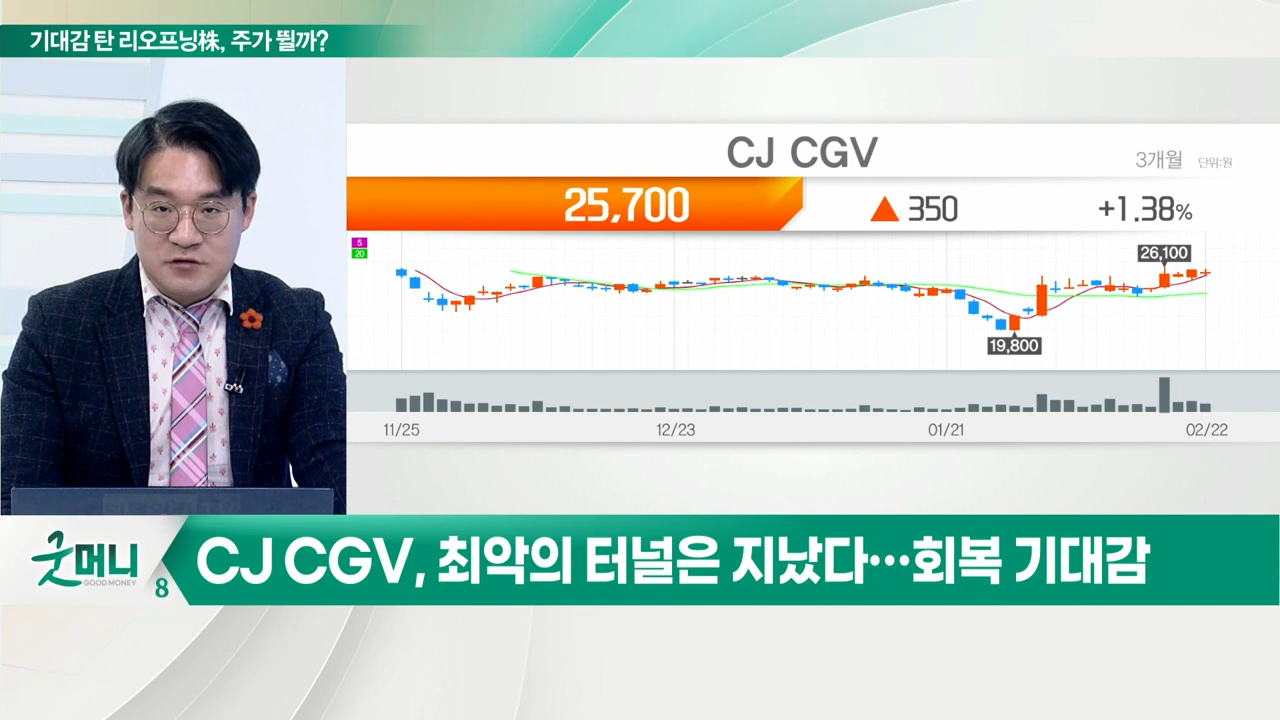 기대감 탄 리오프닝株, 주가 뛸까?
CJ CGV
3개월 단위:원
25,700 ▲ 350 +1.38%
5
20
26,100
19,800
11/25 12/23 01/21 02/22
굿머니
GOOD MONEY
8
CJ CGV, 최악의 터널은 지났다…회복 기대감